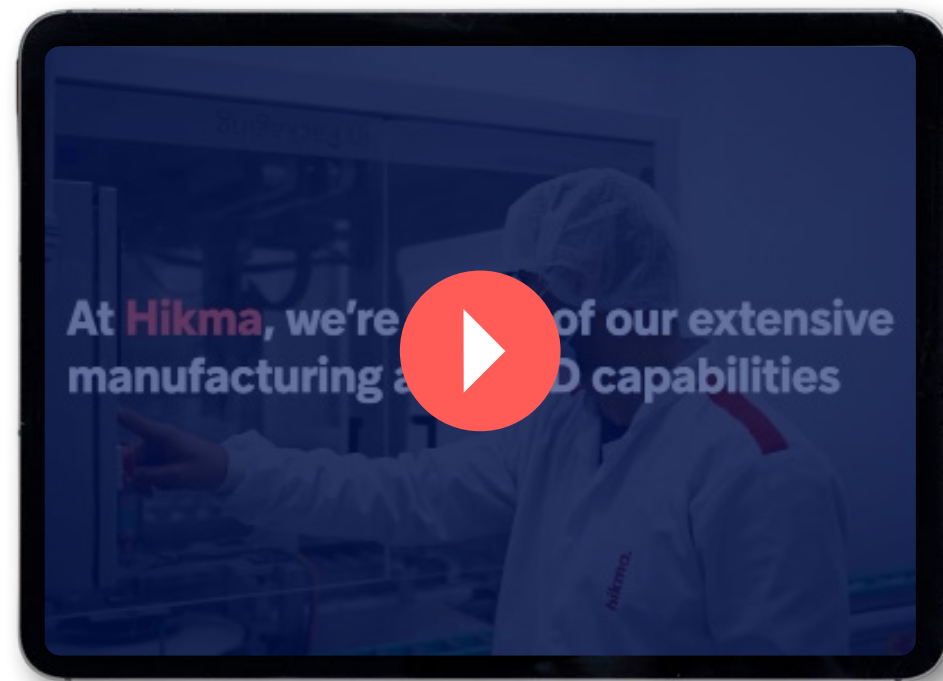 At Hikma, we're of our extensive
manufacturing capabilities
hikma.